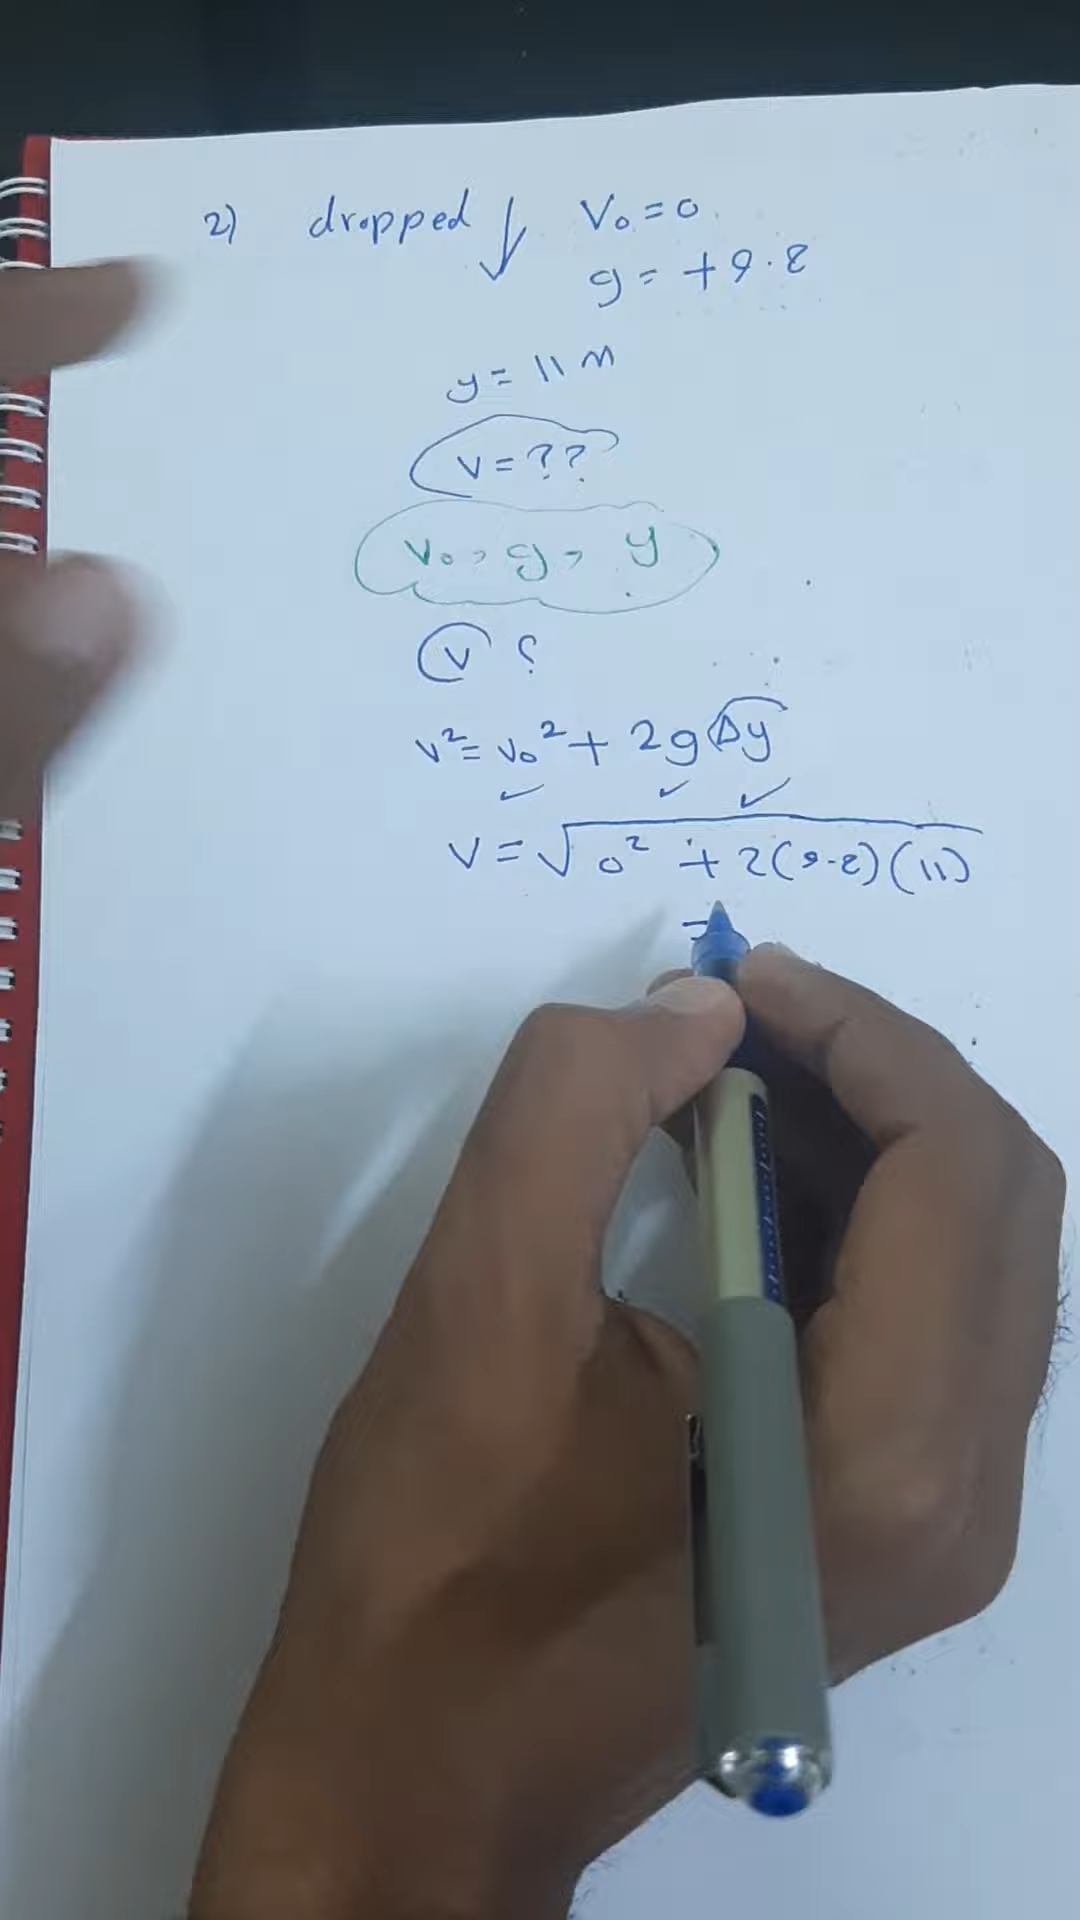 2) dropped ↓ V₀ = 0
g = +9.8
y = 11 m
v = ??
v₀, g, y
v ?
v² = v₀² + 2gΔy
v = √(0² + 2(9.8)(11))
=